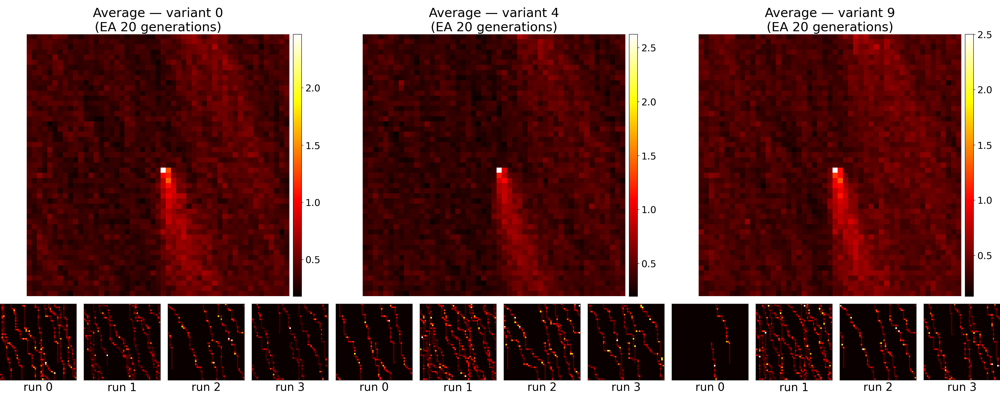 Average — variant 0
(EA 20 generations)
2.0
1.5
1.0
0.5
Average — variant 4
(EA 20 generations)
2.5
2.0
1.5
1.0
0.5
Average — variant 9
(EA 20 generations)
2.5
2.0
1.5
1.0
0.5
run 0
run 1
run 2
run 3
run 0
run 1
run 2
run 3
run 0
run 1
run 2
run 3